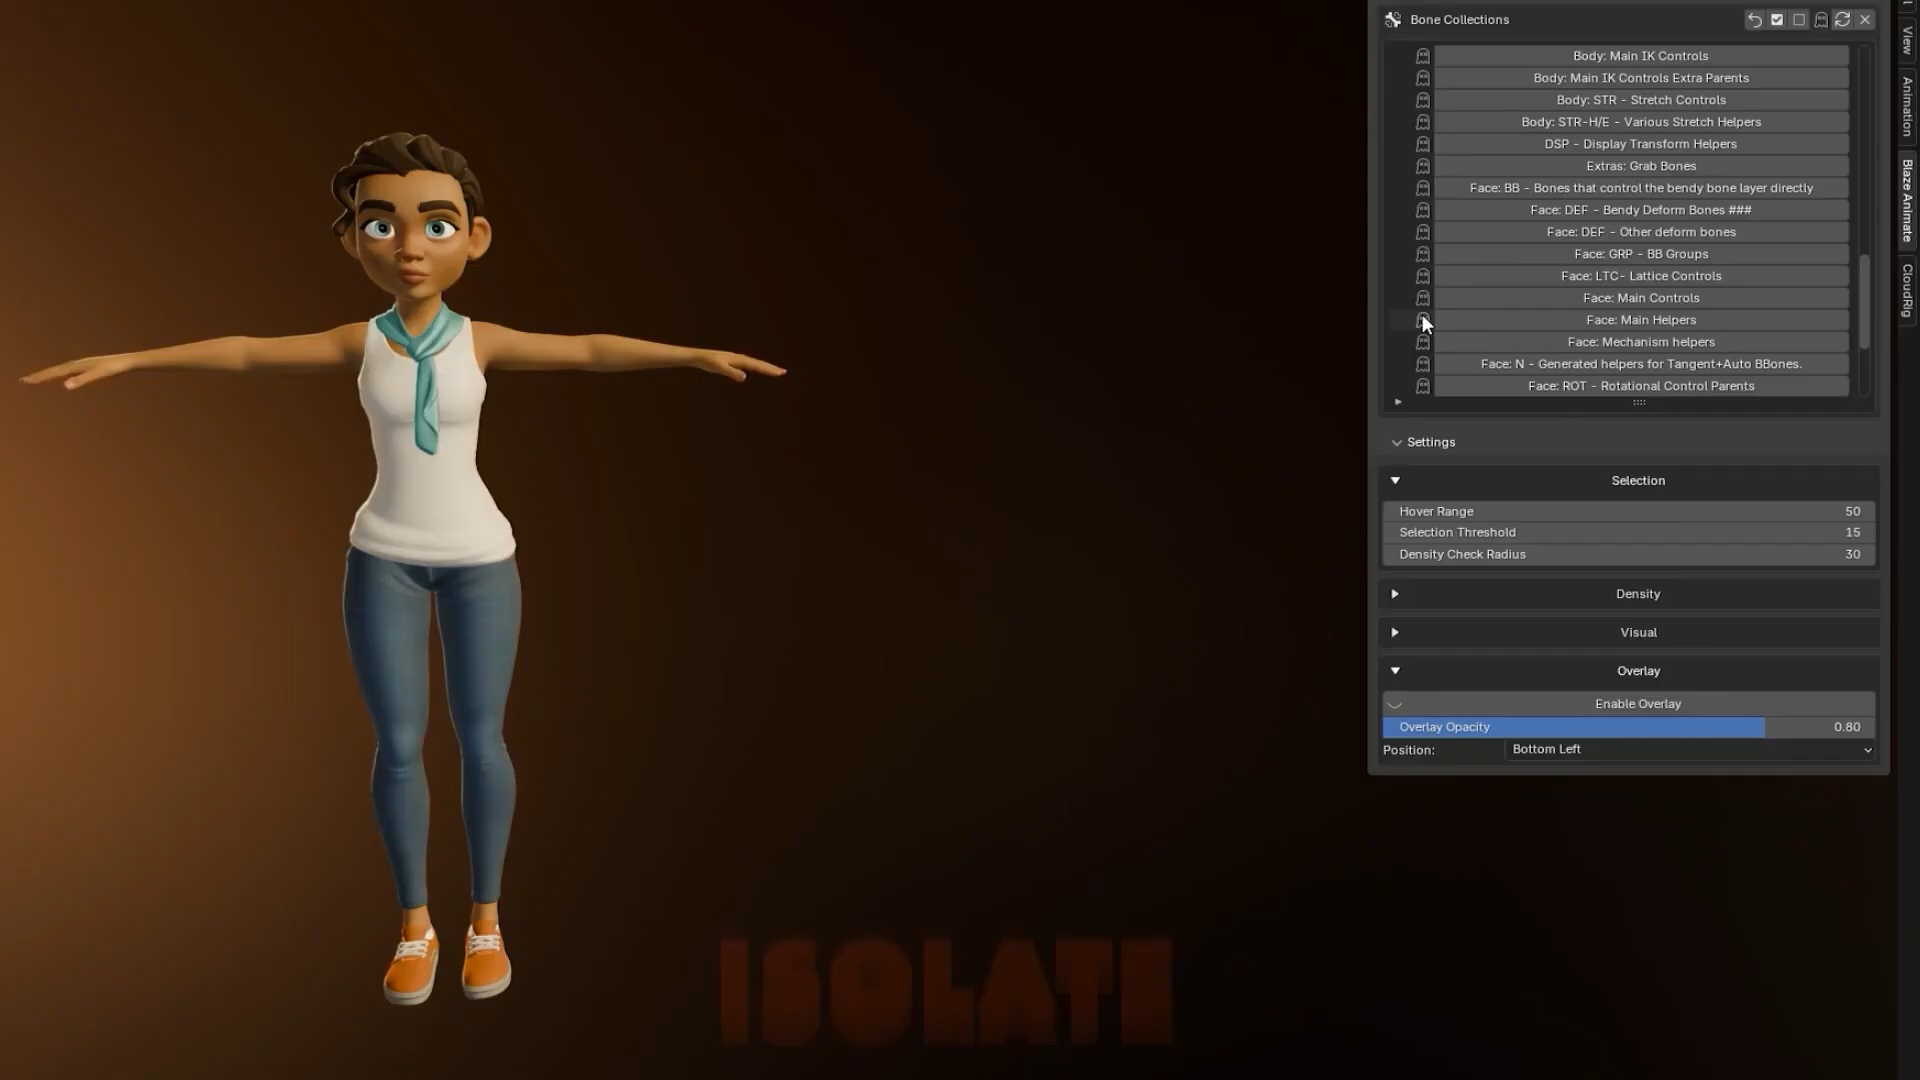 Bone Collections
Body: Main IK Controls
Body: Main IK Controls Extra Parents
Body: STR - Stretch Controls
Body: STR-H/E - Various Stretch Helpers
DSP - Display Transform Helpers
Extras: Grab Bones
Face: BB - Bones that control the bendy bone layer directly
Face: DEF - Bendy Deform Bones ###
Face: DEF - Other deform bones
Face: GRP - BB Groups
Face: LTC- Lattice Controls
Face: Main Controls
Face: Main Helpers
Face: Mechanism helpers
Face: N - Generated helpers for Tangent+Auto BBones.
Face: ROT - Rotational Control Parents
Settings
Selection
Hover Range 50
Selection Threshold 15
Density Check Radius 30
Density
Visual
Overlay
Enable Overlay
Overlay Opacity 0.80
Position: Bottom Left
View
Animation
Blaze Animate
CloudRig
ISOLATE